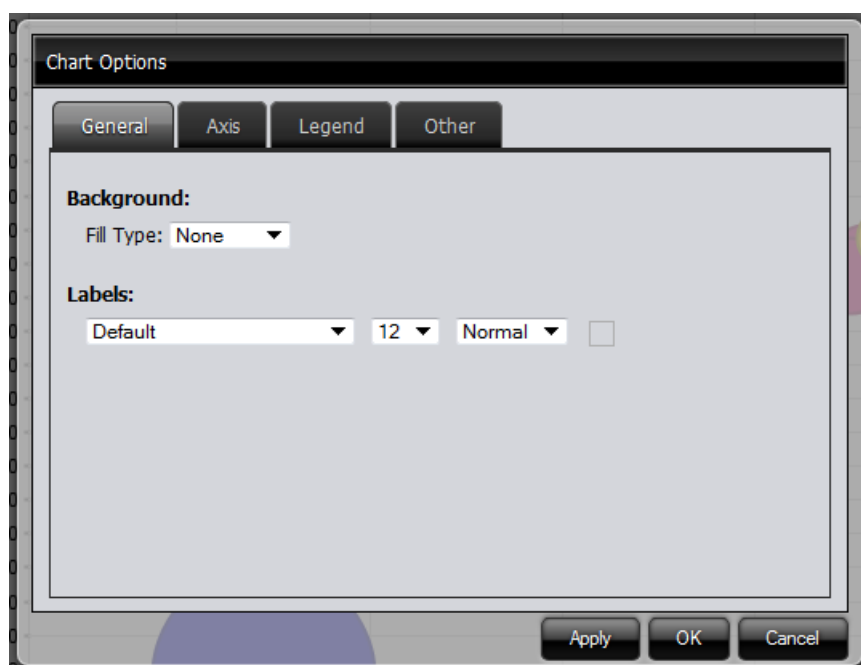 Chart Options
General Axis Legend Other
Background:
Fill Type: None
Labels:
Default 12 Normal
Apply OK Cancel